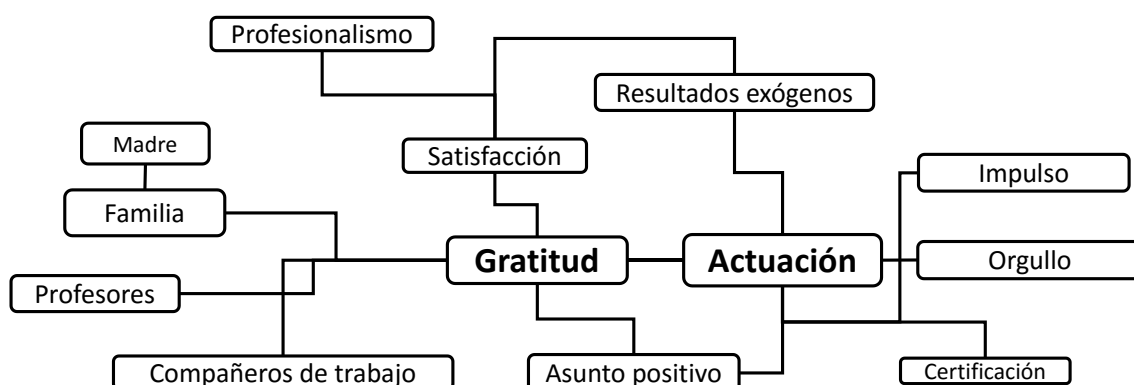 Profesionalismo
Resultados exógenos
Madre
Satisfacción
Impulso
Familia
Gratitud
Actuación
Orgullo
Profesores
Compañeros de trabajo
Asunto positivo
Certificación